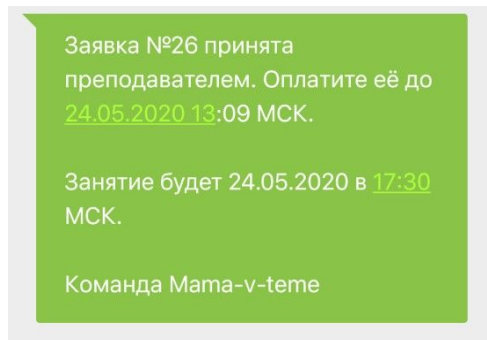 Заявка №26 принята
преподавателем. Оплатите её до
24.05.2020 13:09 МСК.
Занятие будет 24.05.2020 в 17:30
МСК.
Команда Mama-v-teme